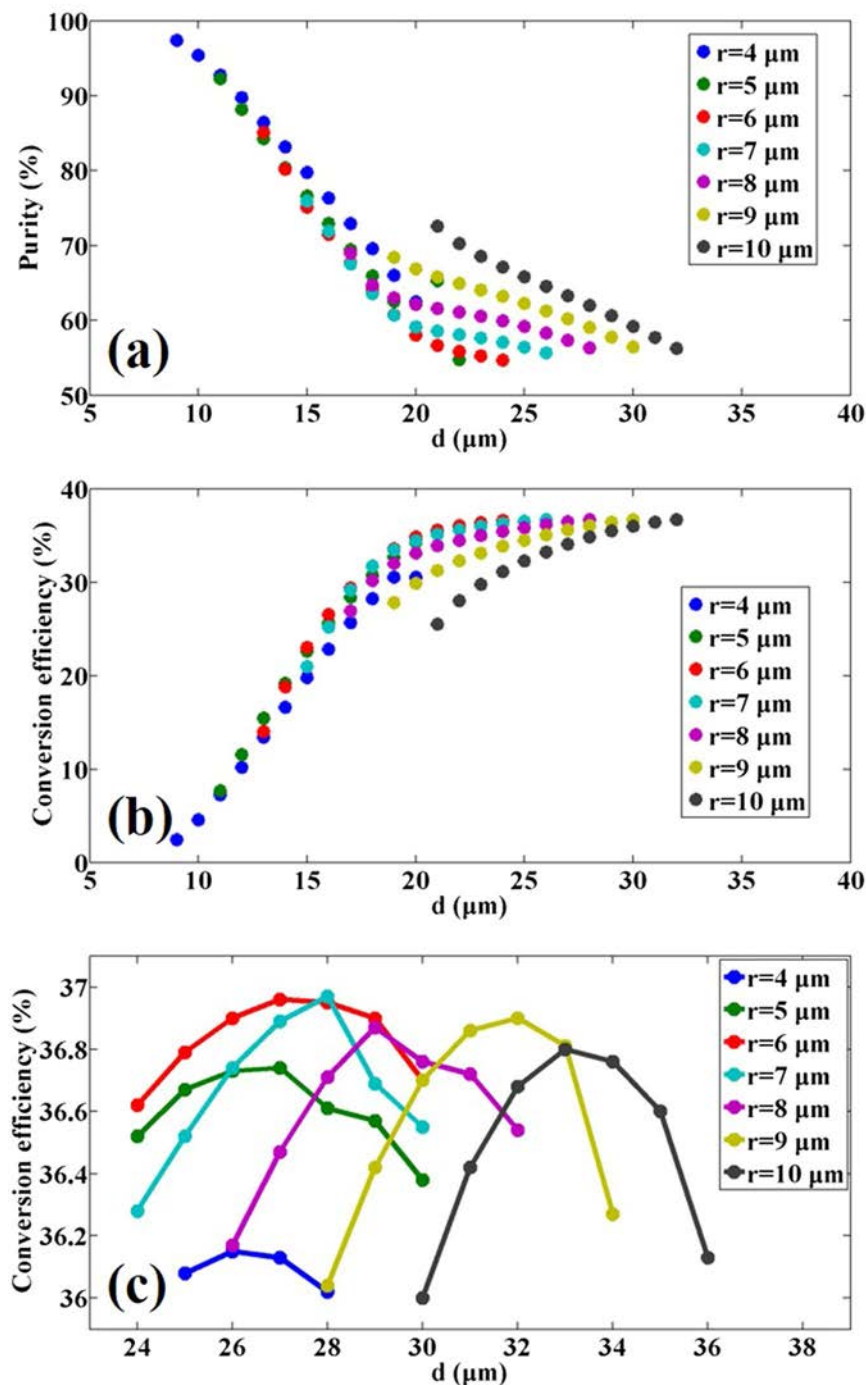 100
90
80
70
60
50
Purity (%)
r=4 µm
r=5 µm
r=6 µm
r=7 µm
r=8 µm
r=9 µm
r=10 µm
(a)
5 10 15 20 25 30 35 40
d (µm)
40
30
20
10
0
Conversion efficiency (%)
r=4 µm
r=5 µm
r=6 µm
r=7 µm
r=8 µm
r=9 µm
r=10 µm
(b)
5 10 15 20 25 30 35 40
d (µm)
37
36.8
36.6
36.4
36.2
36
Conversion efficiency (%)
r=4 µm
r=5 µm
r=6 µm
r=7 µm
r=8 µm
r=9 µm
r=10 µm
(c)
24 26 28 30 32 34 36 38
d (µm)